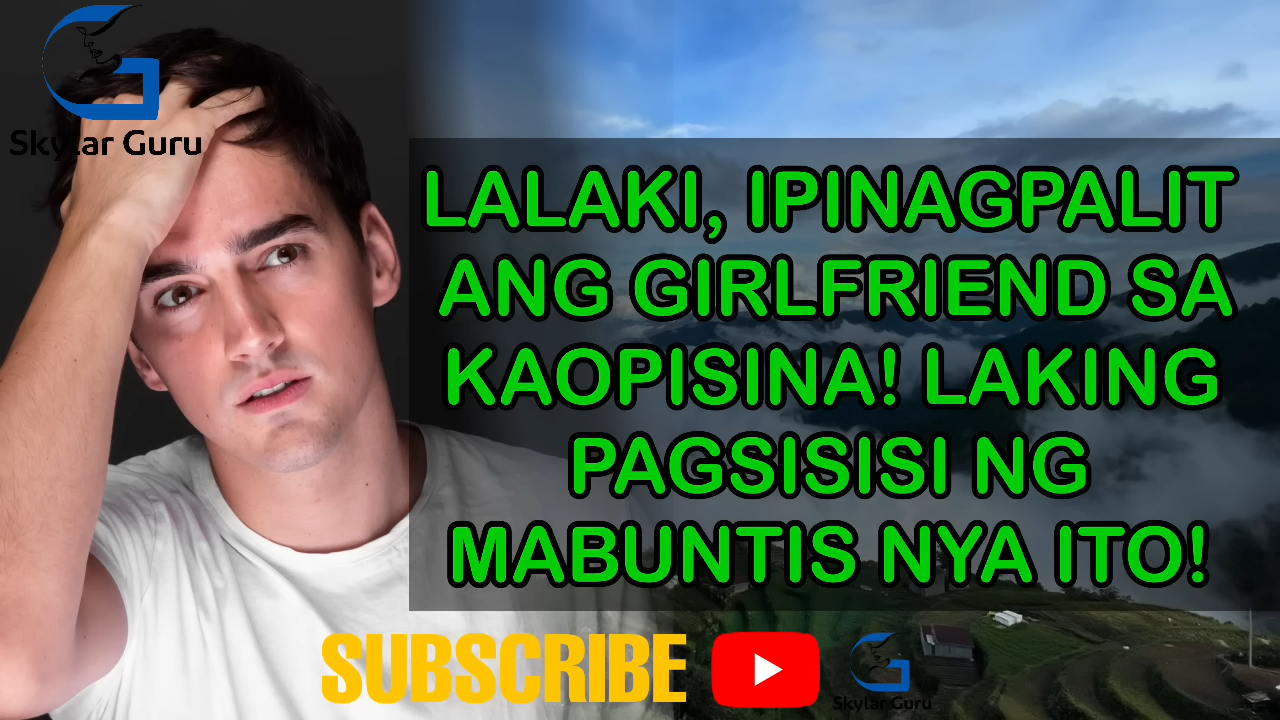 Skylar Guru
LALAKI, IPINAGPALIT
ANG GIRLFRIEND SA
KAOPISINA! LAKING
PAGSISISI NG
MABUNTIS NYA ITO!
SUBSCRIBE
Skylar Guru